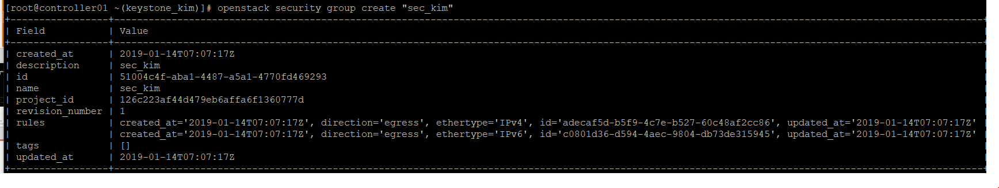 [root@controller01 ~(keystone_kim)]# openstack security group create "sec_kim"
+-----------------+-------------------------------------------------------------------------------------------------------------------------------------------------------+
| Field           | Value                                                                                                                                                 |
+-----------------+-------------------------------------------------------------------------------------------------------------------------------------------------------+
| created_at      | 2019-01-14T07:07:17Z                                                                                                                                  |
| description     | sec_kim                                                                                                                                               |
| id              | 51004c4f-aba1-4487-a5a1-4770fd469293                                                                                                                  |
| name            | sec_kim                                                                                                                                               |
| project_id      | 126c223af44d479eb6affa6f1360777d                                                                                                                      |
| revision_number | 1                                                                                                                                                     |
| rules           | created_at='2019-01-14T07:07:17Z', direction='egress', ethertype='IPv4', id='adecaf5d-b5f9-4c7e-b527-60c48af2cc86', updated_at='2019-01-14T07:07:17Z' |
|                 | created_at='2019-01-14T07:07:17Z', direction='egress', ethertype='IPv6', id='c0801d36-d594-4aec-9804-db73de315945', updated_at='2019-01-14T07:07:17Z' |
| tags            | []                                                                                                                                                    |
| updated_at      | 2019-01-14T07:07:17Z                                                                                                                                  |
+-----------------+-------------------------------------------------------------------------------------------------------------------------------------------------------+